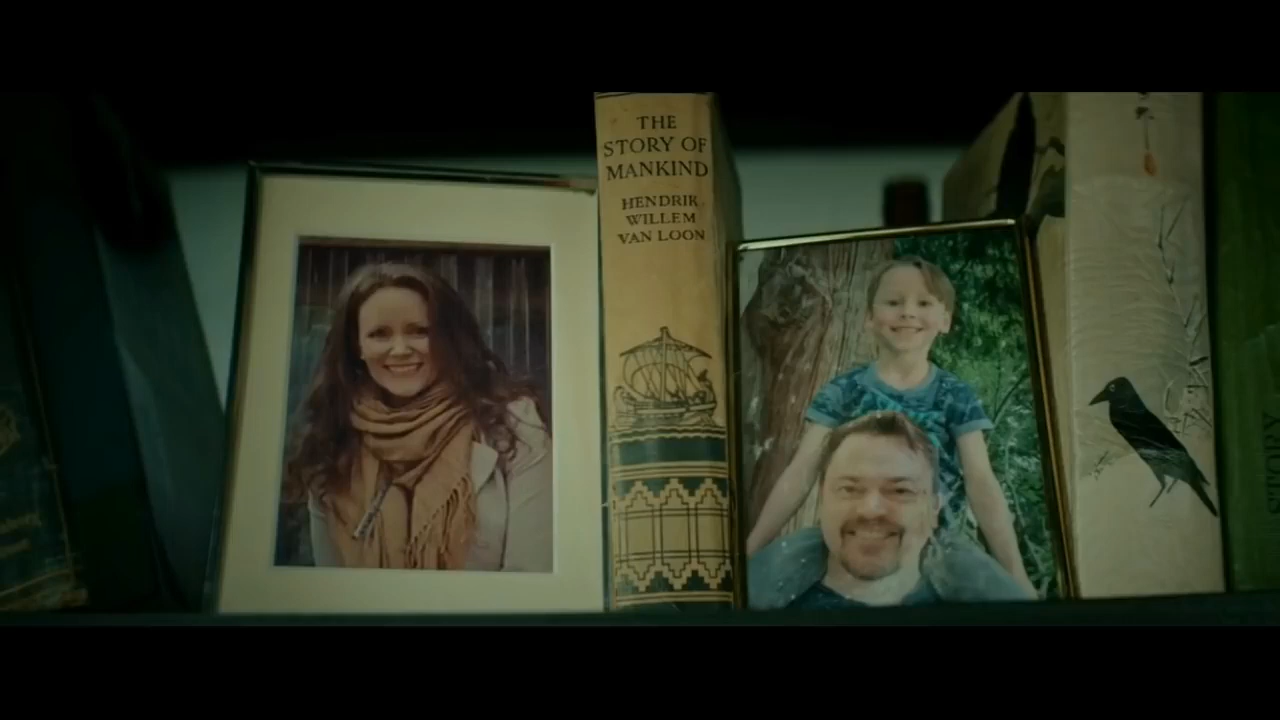 THE
STORY OF
MANKIND
HENDRIK
WILLEM
VAN LOON